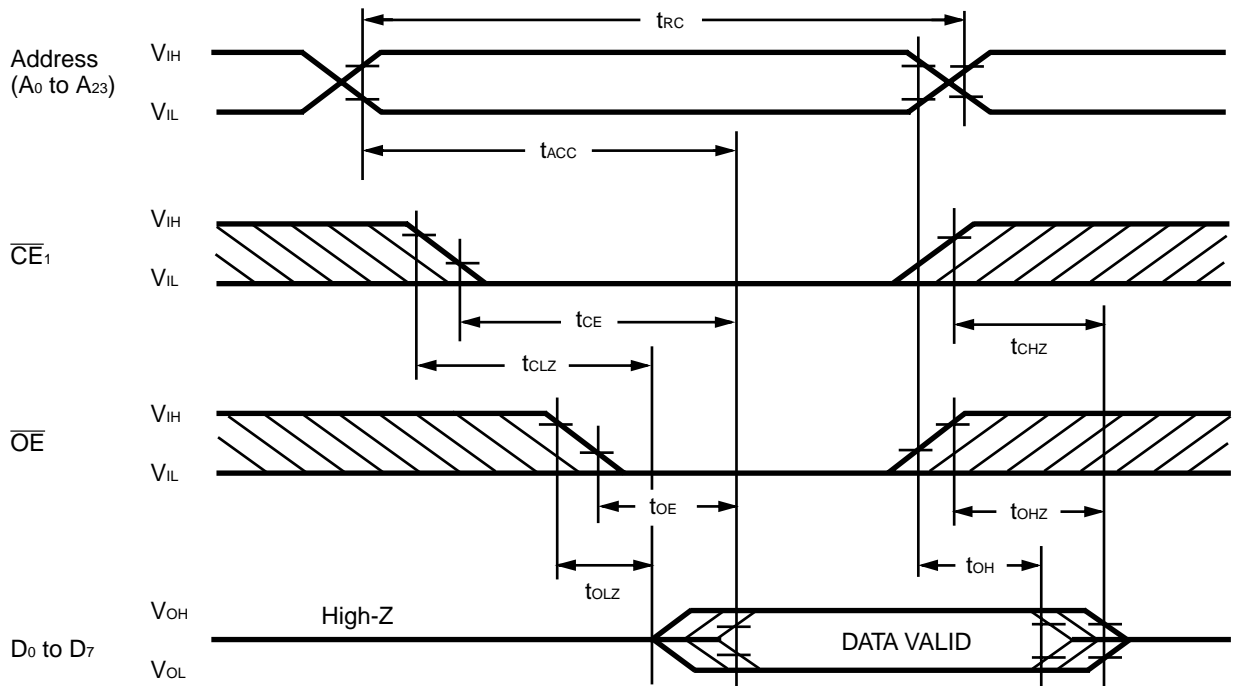 tRC
Address
(A0 to A23)
VIH
VIL
tACC
CE1
VIH
VIL
tCE
tCHZ
tCLZ
OE
VIH
VIL
tOE
tOHZ
tOH
tOLZ
D0 to D7
VOH
High-Z
DATA VALID
VOL